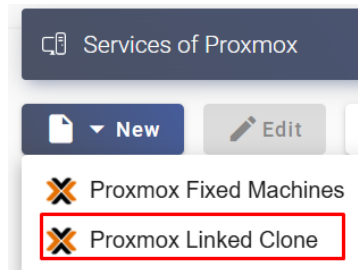 Services of Proxmox
New
Edit
Proxmox Fixed Machines
Proxmox Linked Clone